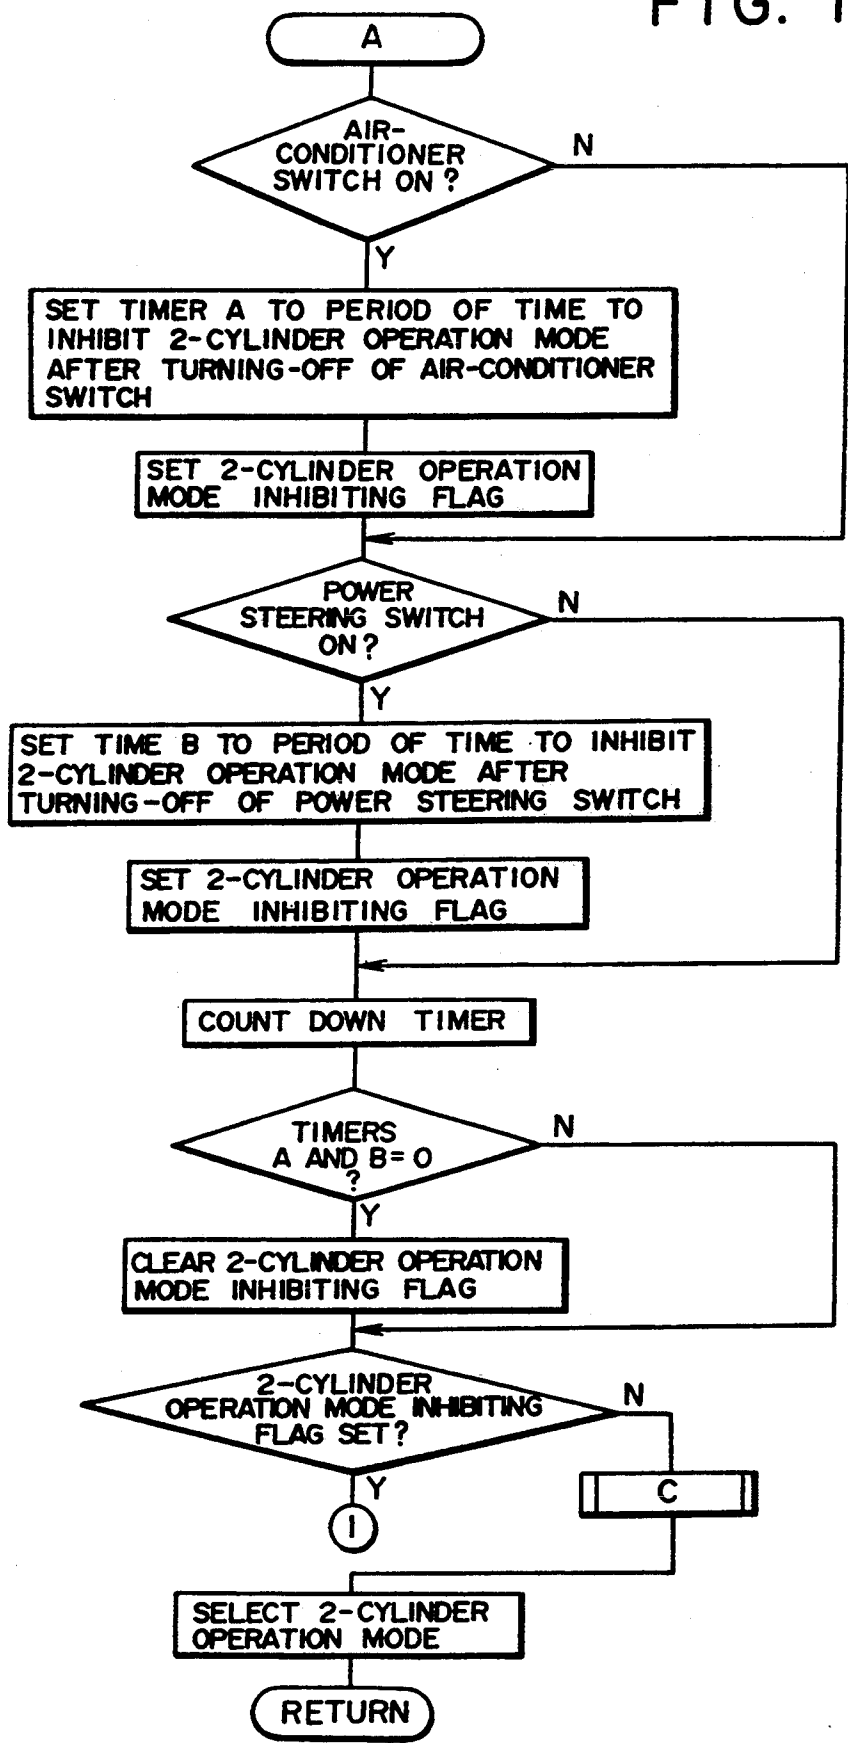 FIG. 1
A
AIR-
CONDITIONER
SWITCH ON ?
N
Y
SET TIMER A TO PERIOD OF TIME TO
INHIBIT 2-CYLINDER OPERATION MODE
AFTER TURNING-OFF OF AIR-CONDITIONER
SWITCH
SET 2-CYLINDER OPERATION
MODE INHIBITING FLAG
POWER
STEERING SWITCH
ON ?
N
Y
SET TIME B TO PERIOD OF TIME TO INHIBIT
2-CYLINDER OPERATION MODE AFTER
TURNING-OFF OF POWER STEERING SWITCH
SET 2-CYLINDER OPERATION
MODE INHIBITING FLAG
COUNT DOWN TIMER
TIMERS
A AND B = 0
?
N
Y
CLEAR 2-CYLINDER OPERATION
MODE INHIBITING FLAG
2-CYLINDER
OPERATION MODE INHIBITING
FLAG SET ?
N
Y
C
1
SELECT 2-CYLINDER
OPERATION MODE
RETURN